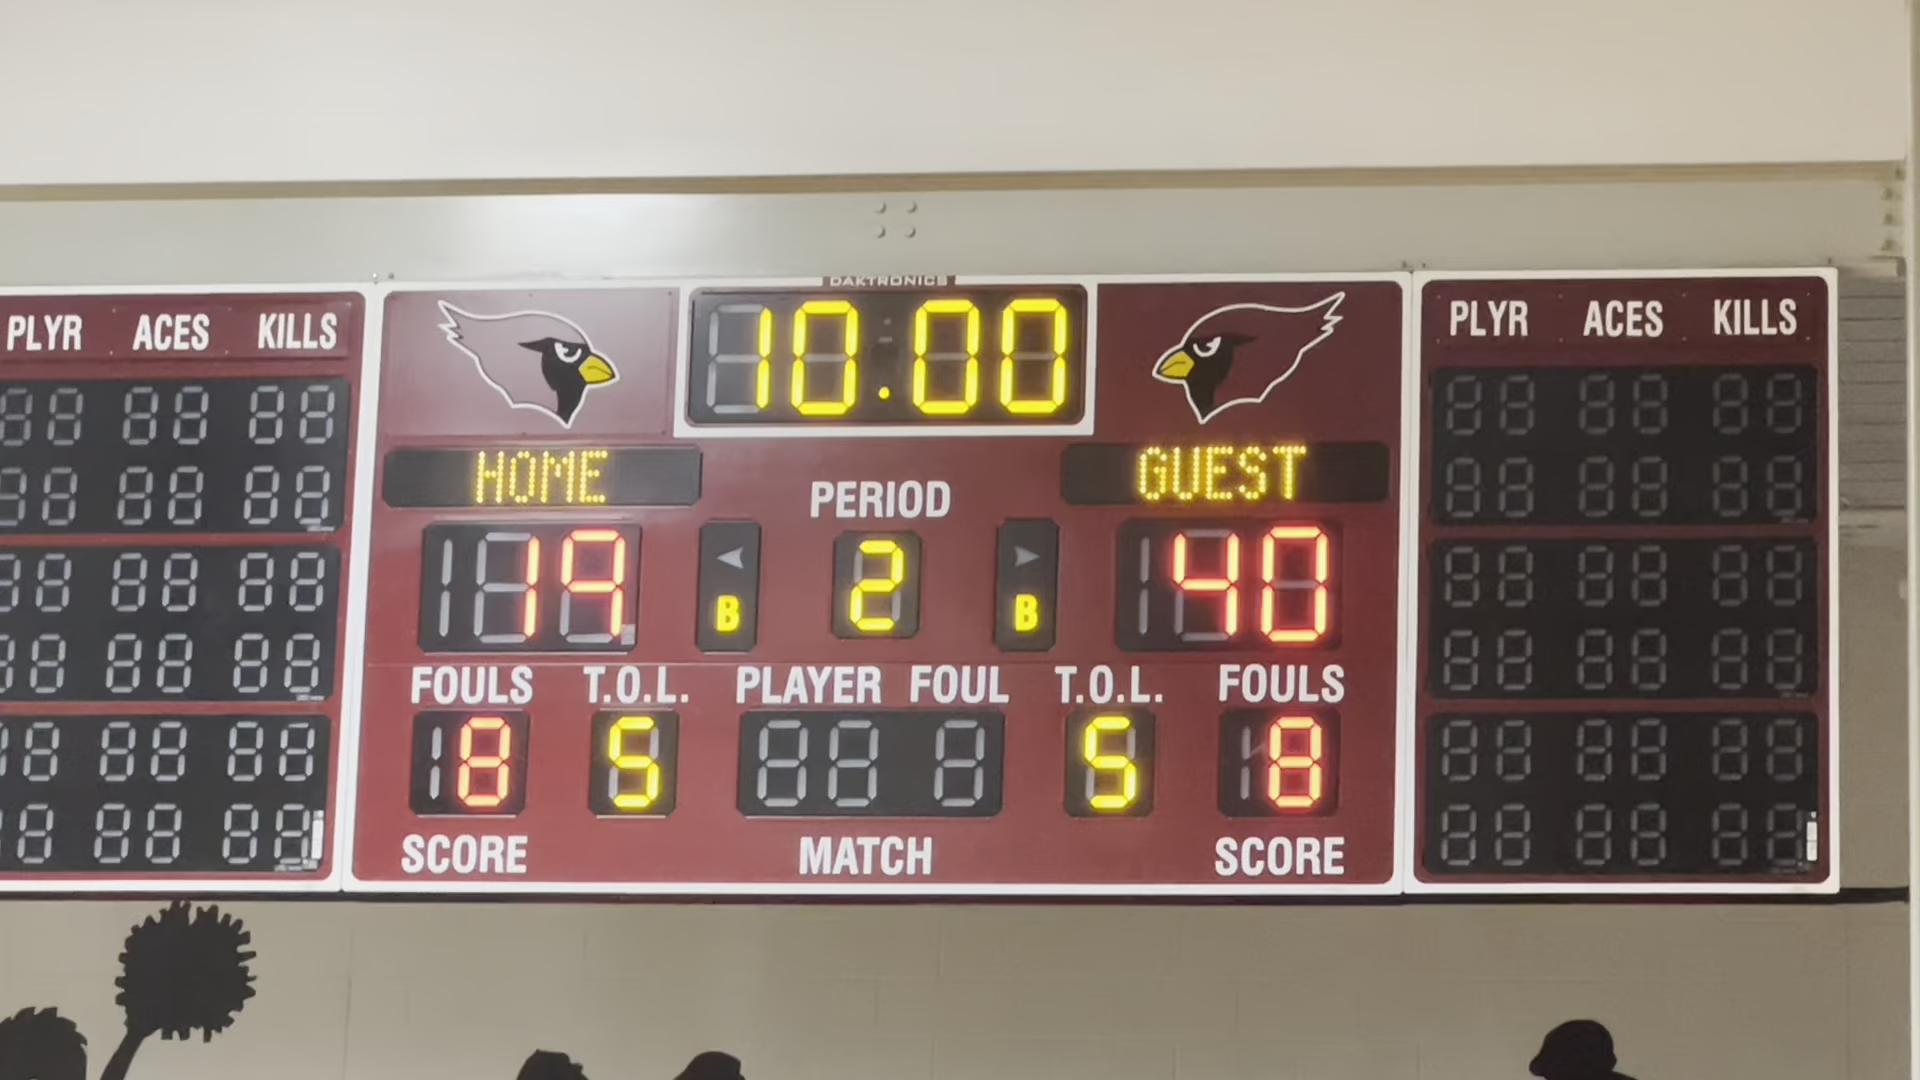 DAKTRONICS
PLYR ACES KILLS
10.00
PLYR ACES KILLS
HOME
PERIOD
GUEST
19
B
2
B
40
FOULS T.O.L. PLAYER FOUL T.O.L. FOULS
8 5 5 8
SCORE MATCH SCORE